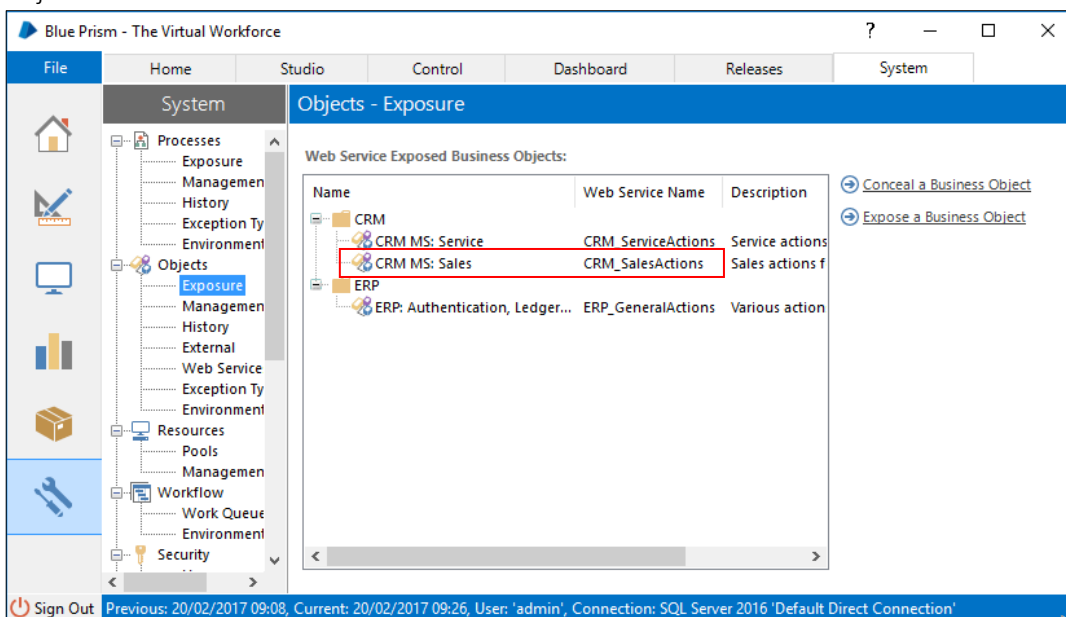 Blue Prism - The Virtual Workforce
?
File Home Studio Control Dashboard Releases System
System
Objects - Exposure
Processes
Exposure
Managemen
History
Exception Ty
Environment
Objects
Exposure
Managemen
History
External
Web Service
Exception Ty
Environment
Resources
Pools
Managemen
Workflow
Work Queue
Environment
Security
Web Service Exposed Business Objects:
Name Web Service Name Description
CRM
CRM MS: Service CRM_ServiceActions Service actions
CRM MS: Sales CRM_SalesActions Sales actions f
ERP
ERP: Authentication, Ledger... ERP_GeneralActions Various action
Conceal a Business Object
Expose a Business Object
Sign Out Previous: 20/02/2017 09:08, Current: 20/02/2017 09:26, User: 'admin', Connection: SQL Server 2016 'Default Direct Connection'